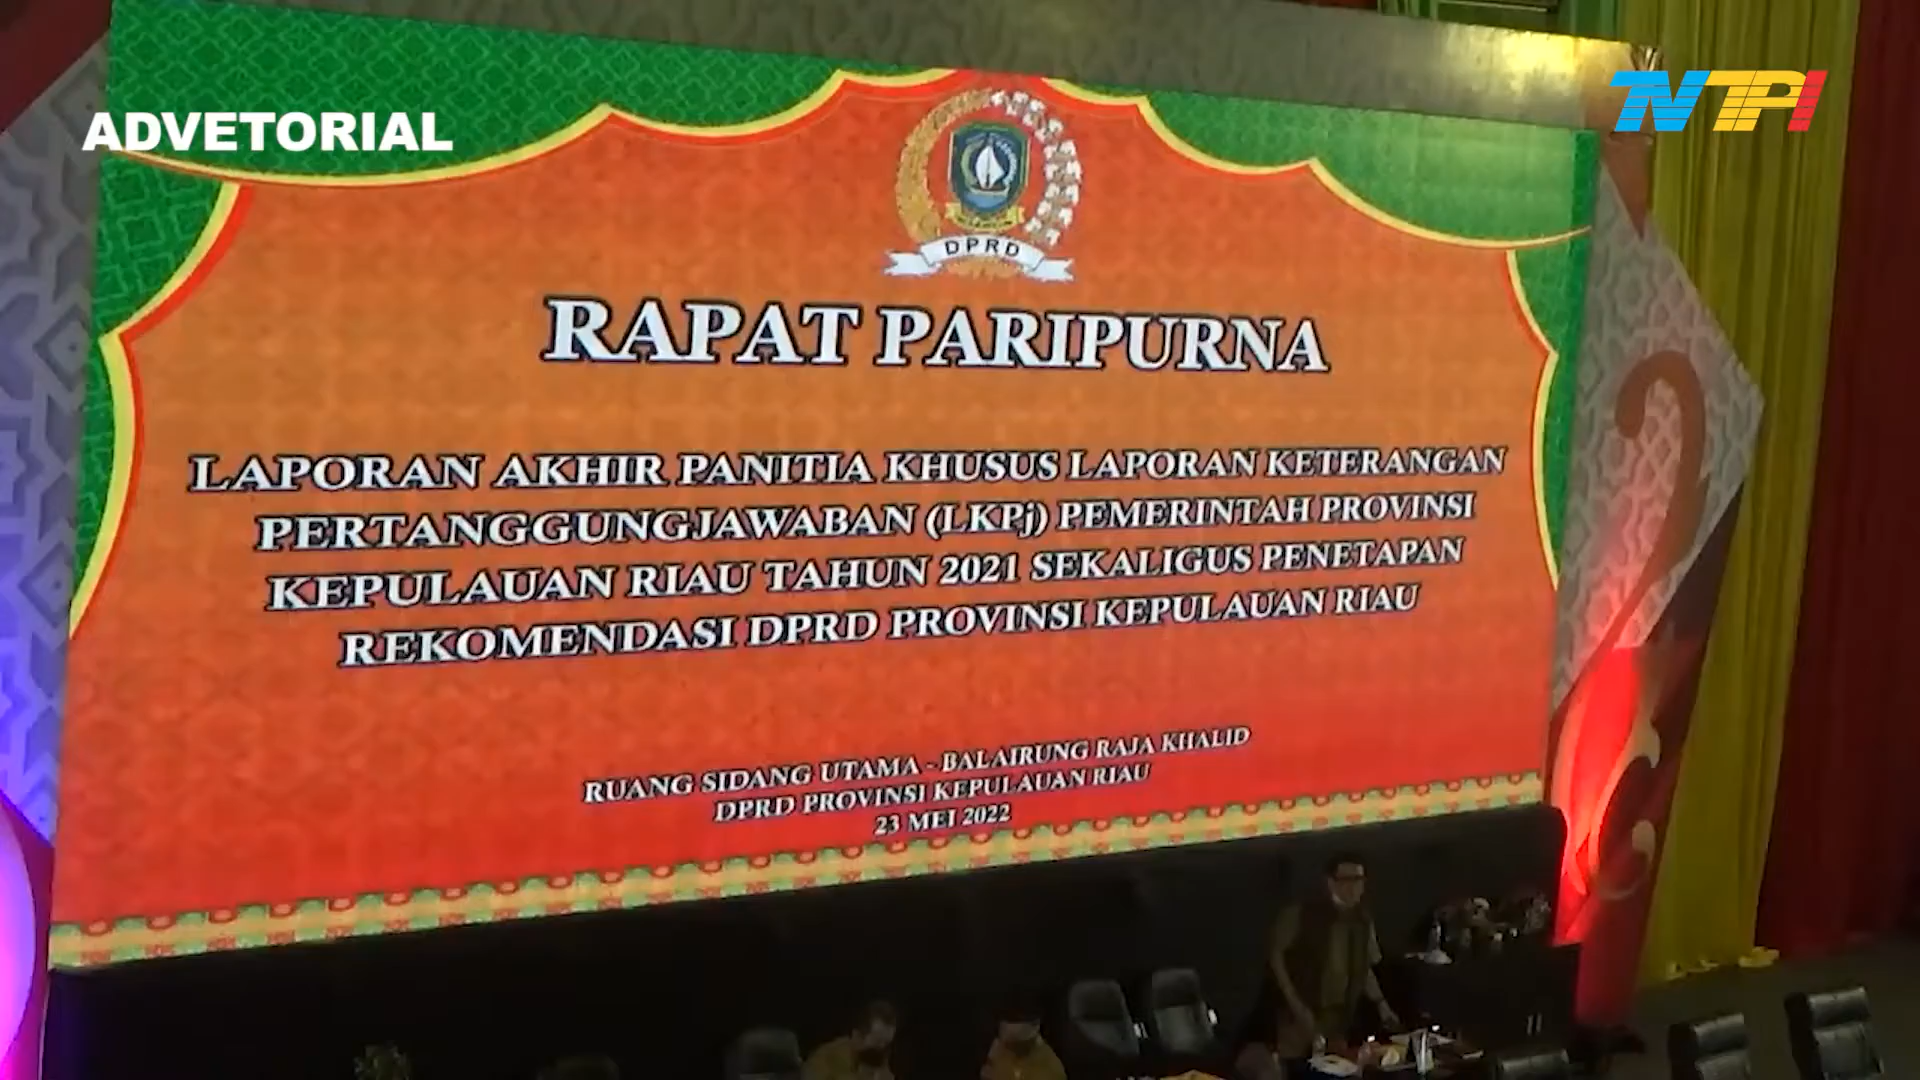 ADVETORIAL
TVTPI
DPRD
RAPAT PARIPURNA
LAPORAN AKHIR PANITIA KHUSUS LAPORAN KETERANGAN
PERTANGGUNGJAWABAN (LKPj) PEMERINTAH PROVINSI
KEPULAUAN RIAU TAHUN 2021 SEKALIGUS PENETAPAN
REKOMENDASI DPRD PROVINSI KEPULAUAN RIAU
RUANG SIDANG UTAMA - BALAIRUNG RAJA KHALID
DPRD PROVINSI KEPULAUAN RIAU
23 MEI 2022